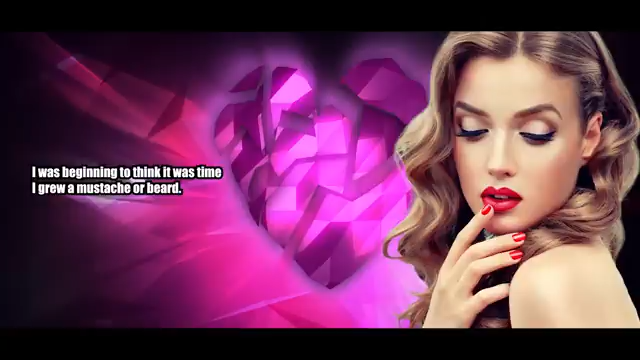 I was beginning to think it was time
I grew a mustache or beard.